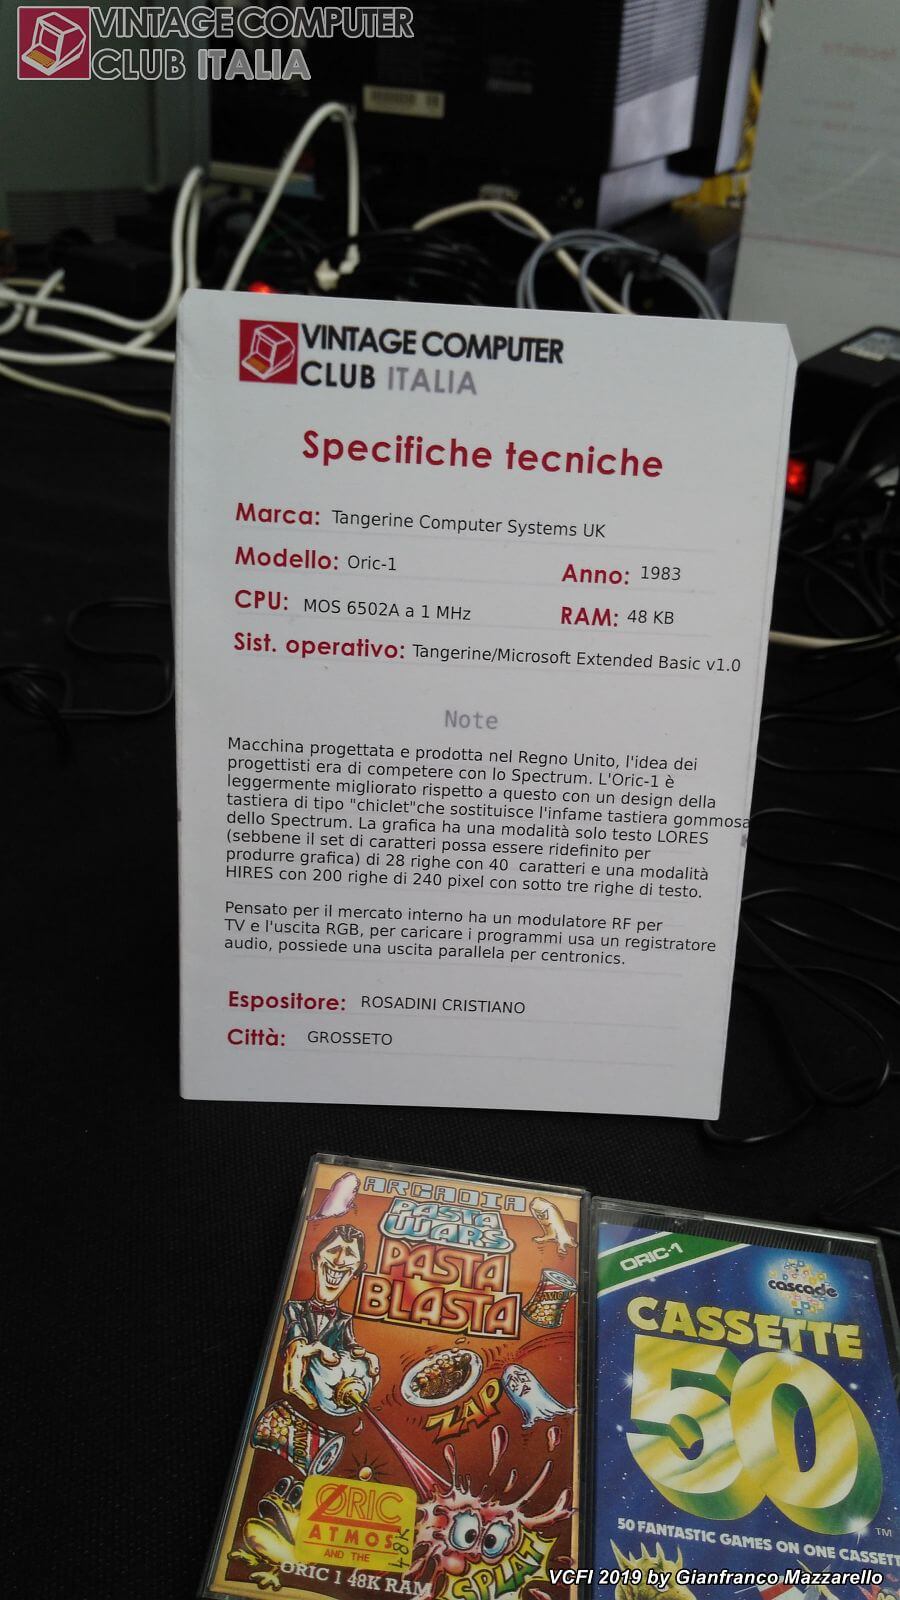 VINTAGE COMPUTER
CLUB ITALIA
VINTAGE COMPUTER
CLUB ITALIA
Specifiche tecniche
Marca: Tangerine Computer Systems UK
Modello: Oric-1 Anno: 1983
CPU: MOS 6502A a 1 MHz RAM: 48 KB
Sist. operativo: Tangerine/Microsoft Extended Basic v1.0
Note
Macchina progettata e prodotta nel Regno Unito, l'idea dei
progettisti era di competere con lo Spectrum. L'Oric-1 è
leggermente migliorato rispetto a questo con un design della
tastiera di tipo "chiclet"che sostituisce l'infame tastiera gommosa
dello Spectrum. La grafica ha una modalità solo testo LORES
(sebbene il set di caratteri possa essere ridefinito per
produrre grafica) di 28 righe con 40 caratteri e una modalità
HIRES con 200 righe di 240 pixel con sotto tre righe di testo.
Pensato per il mercato interno ha un modulatore RF per
TV e l'uscita RGB, per caricare i programmi usa un registratore
audio, possiede una uscita parallela per centronics.
Espositore: ROSADINI CRISTIANO
Città: GROSSETO
ARCADIA
PASTA
WARS
PASTA
BLASTA
ZAP
ORIC
ATMOS
AND THE
48K
ORIC 1 48K RAM
SPLAT
ORIC-1
cascade
CASSETTE
50
TM
50 FANTASTIC GAMES ON ONE CASSETT
VCFI 2019 by Gianfranco Mazzarello